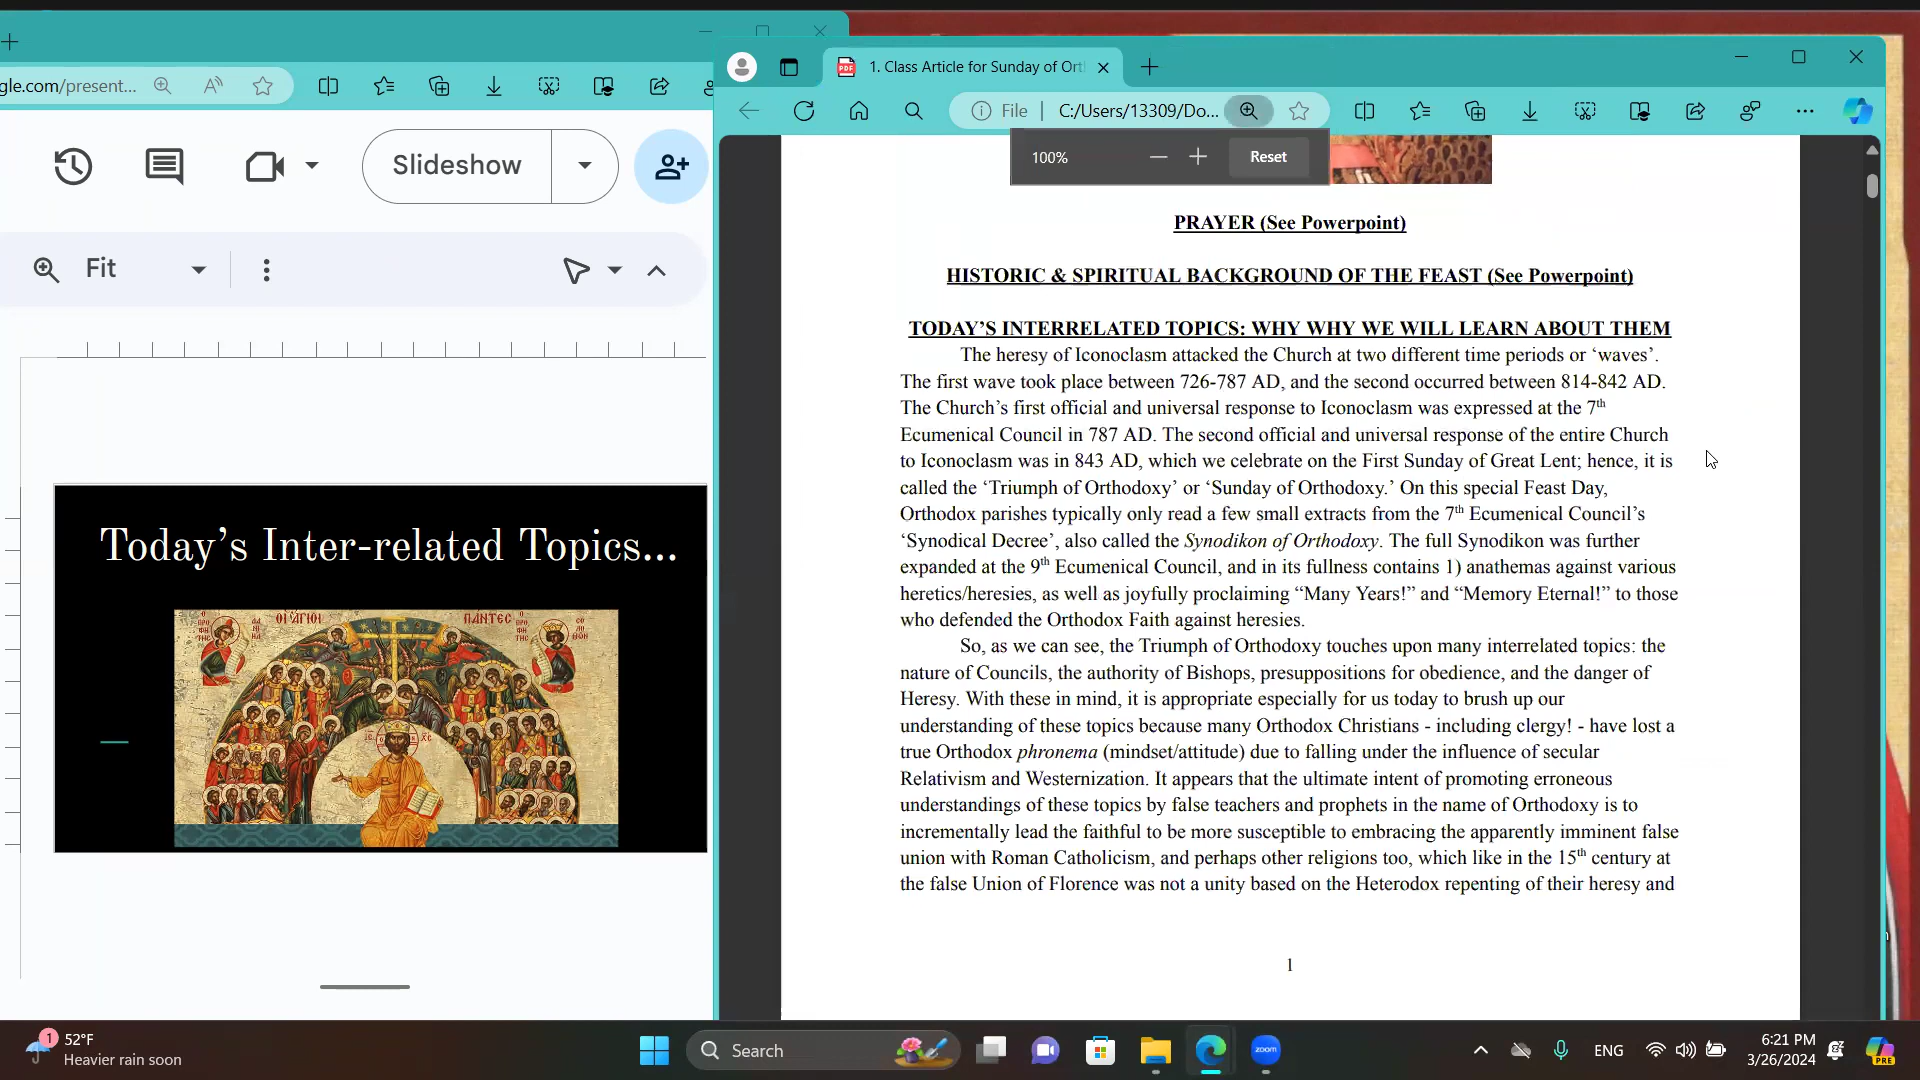 gle.com/present...
Slideshow
Fit
Today's Inter-related Topics...
ΟΙ ἍΓΙΟΙ
ΠΆΝΤΕΣ
1. Class Article for Sunday of Ort
File
C:/Users/13309/Do...
100%
Reset
PRAYER (See Powerpoint)
HISTORIC & SPIRITUAL BACKGROUND OF THE FEAST (See Powerpoint)
TODAY'S INTERRELATED TOPICS: WHY WHY WE WILL LEARN ABOUT THEM
The heresy of Iconoclasm attacked the Church at two different time periods or 'waves'.
The first wave took place between 726-787 AD, and the second occurred between 814-842 AD.
The Church's first official and universal response to Iconoclasm was expressed at the 7th
Ecumenical Council in 787 AD. The second official and universal response of the entire Church
to Iconoclasm was in 843 AD, which we celebrate on the First Sunday of Great Lent; hence, it is
called the 'Triumph of Orthodoxy' or 'Sunday of Orthodoxy.' On this special Feast Day,
Orthodox parishes typically only read a few small extracts from the 7th Ecumenical Council's
'Synodical Decree', also called the Synodikon of Orthodoxy. The full Synodikon was further
expanded at the 9th Ecumenical Council, and in its fullness contains 1) anathemas against various
heretics/heresies, as well as joyfully proclaiming "Many Years!" and "Memory Eternal!" to those
who defended the Orthodox Faith against heresies.
So, as we can see, the Triumph of Orthodoxy touches upon many interrelated topics: the
nature of Councils, the authority of Bishops, presuppositions for obedience, and the danger of
Heresy. With these in mind, it is appropriate especially for us today to brush up our
understanding of these topics because many Orthodox Christians - including clergy! - have lost a
true Orthodox phronema (mindset/attitude) due to falling under the influence of secular
Relativism and Westernization. It appears that the ultimate intent of promoting erroneous
understandings of these topics by false teachers and prophets in the name of Orthodoxy is to
incrementally lead the faithful to be more susceptible to embracing the apparently imminent false
union with Roman Catholicism, and perhaps other religions too, which like in the 15th century at
the false Union of Florence was not a unity based on the Heterodox repenting of their heresy and
1
1
52°F
Heavier rain soon
Search
zoom
ENG
6:21 PM
3/26/2024
PRE